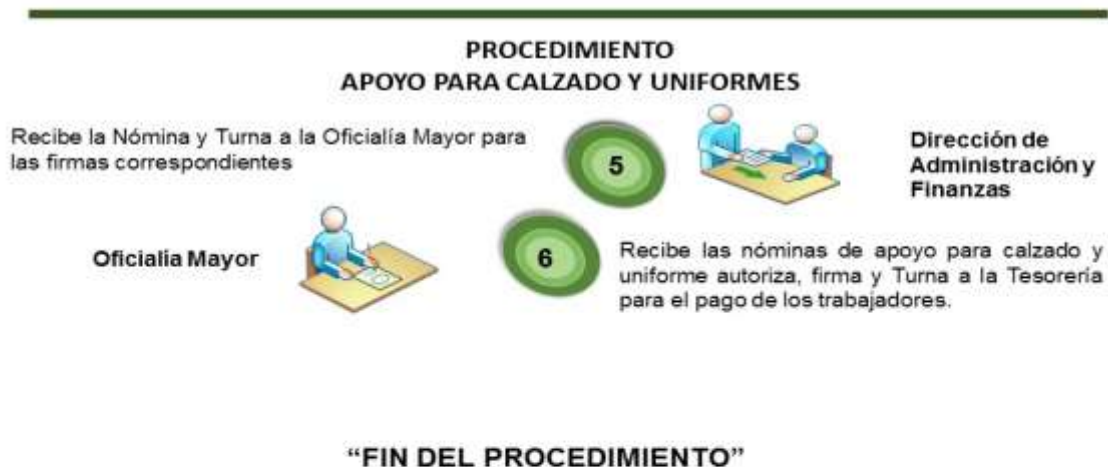 PROCEDIMIENTO
APOYO PARA CALZADO Y UNIFORMES
Recibe la Nómina y Turna a la Oficialía Mayor para
las firmas correspondientes
5
Dirección de
Administración y
Finanzas
Oficialia Mayor
6
Recibe las nóminas de apoyo para calzado y
uniforme autoriza, firma y Turna a la Tesorería
para el pago de los trabajadores.
“FIN DEL PROCEDIMIENTO”